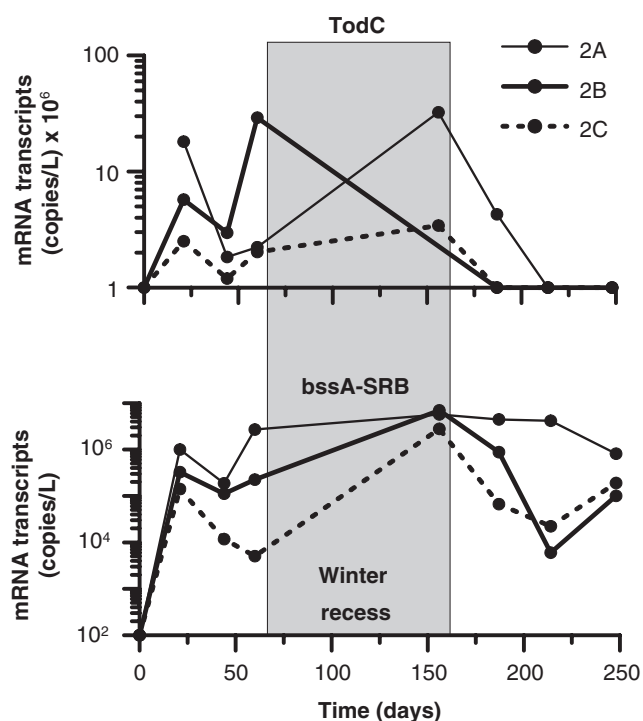 TodC
2A
2B
2C
mRNA transcripts
(copies/L) x 10⁶
100
10
1
bssA-SRB
mRNA transcripts
(copies/L)
10⁶
10⁴
10²
Winter
recess
0
50
100
150
200
250
Time (days)